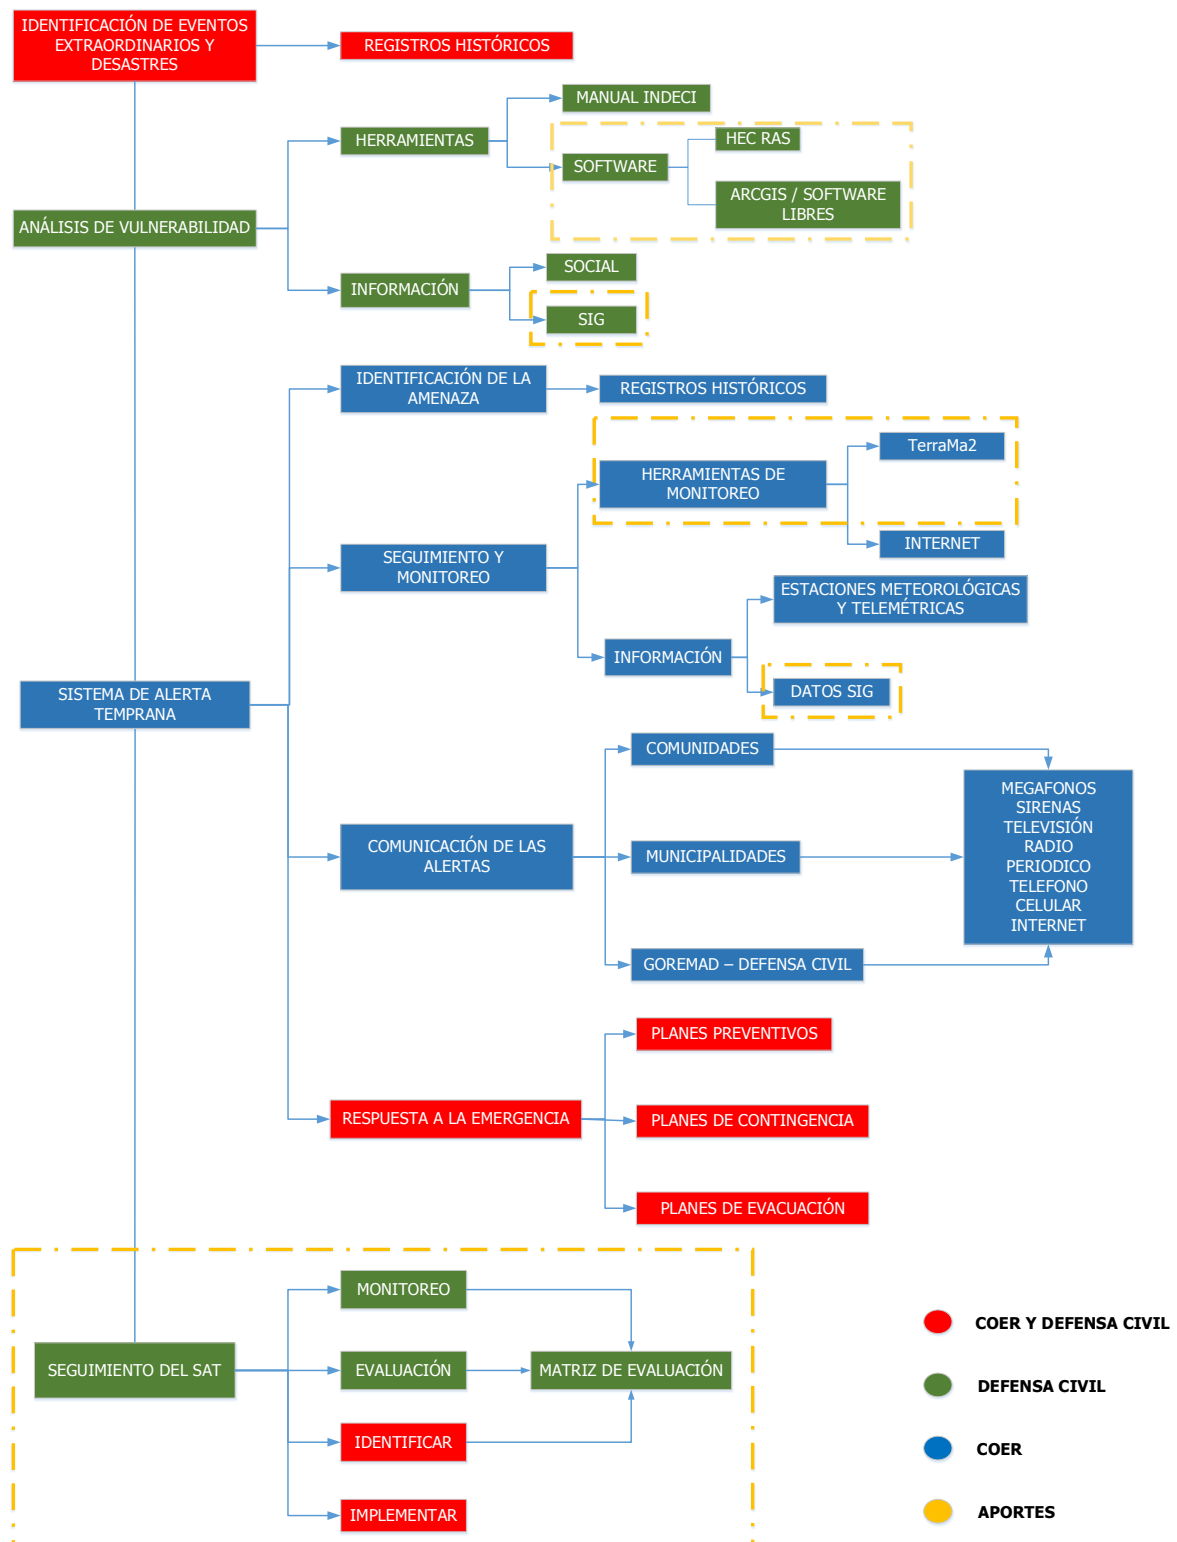 IDENTIFICACIÓN DE EVENTOS
EXTRAORDINARIOS Y
DESASTRES
REGISTROS HISTÓRICOS
MANUAL INDECI
HERRAMIENTAS
HEC RAS
SOFTWARE
ARCGIS / SOFTWARE
LIBRES
ANÁLISIS DE VULNERABILIDAD
SOCIAL
INFORMACIÓN
SIG
IDENTIFICACIÓN DE LA
AMENAZA
REGISTROS HISTÓRICOS
TerraMa2
HERRAMIENTAS DE
MONITOREO
INTERNET
SEGUIMIENTO Y
MONITOREO
ESTACIONES METEOROLÓGICAS
Y TELEMÉTRICAS
INFORMACIÓN
DATOS SIG
SISTEMA DE ALERTA
TEMPRANA
COMUNIDADES
MEGAFONOS
SIRENAS
TELEVISIÓN
RADIO
PERIODICO
TELEFONO
CELULAR
INTERNET
COMUNICACIÓN DE LAS
ALERTAS
MUNICIPALIDADES
GOREMAD – DEFENSA CIVIL
PLANES PREVENTIVOS
RESPUESTA A LA EMERGENCIA
PLANES DE CONTINGENCIA
PLANES DE EVACUACIÓN
MONITOREO
SEGUIMIENTO DEL SAT
EVALUACIÓN
MATRIZ DE EVALUACIÓN
IDENTIFICAR
IMPLEMENTAR
COER Y DEFENSA CIVIL
DEFENSA CIVIL
COER
APORTES